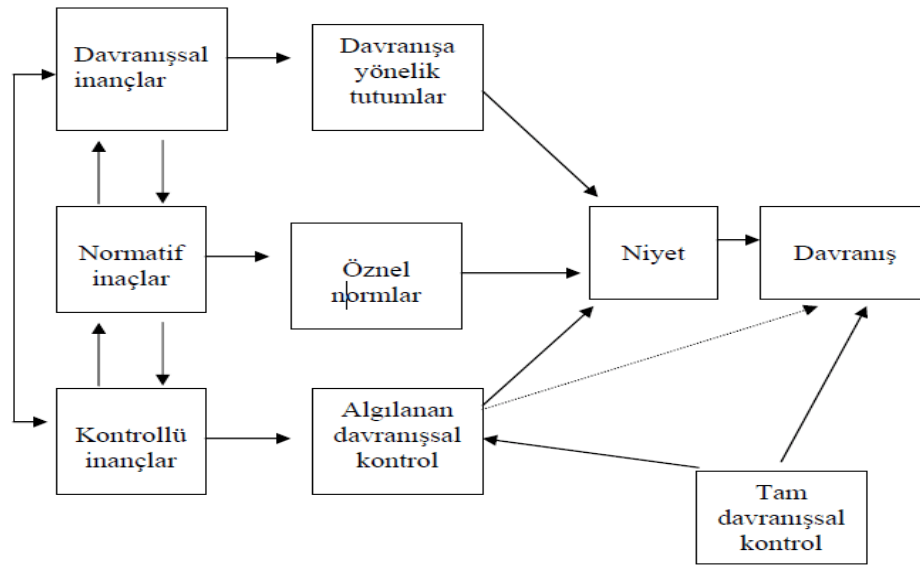 Davranışsal
inançlar
Davranışa
yönelik
tutumlar
Normatif
inaçlar
Öznel
normlar
Niyet
Davranış
Kontrollü
inançlar
Algılanan
davranışsal
kontrol
Tam
davranışsal
kontrol